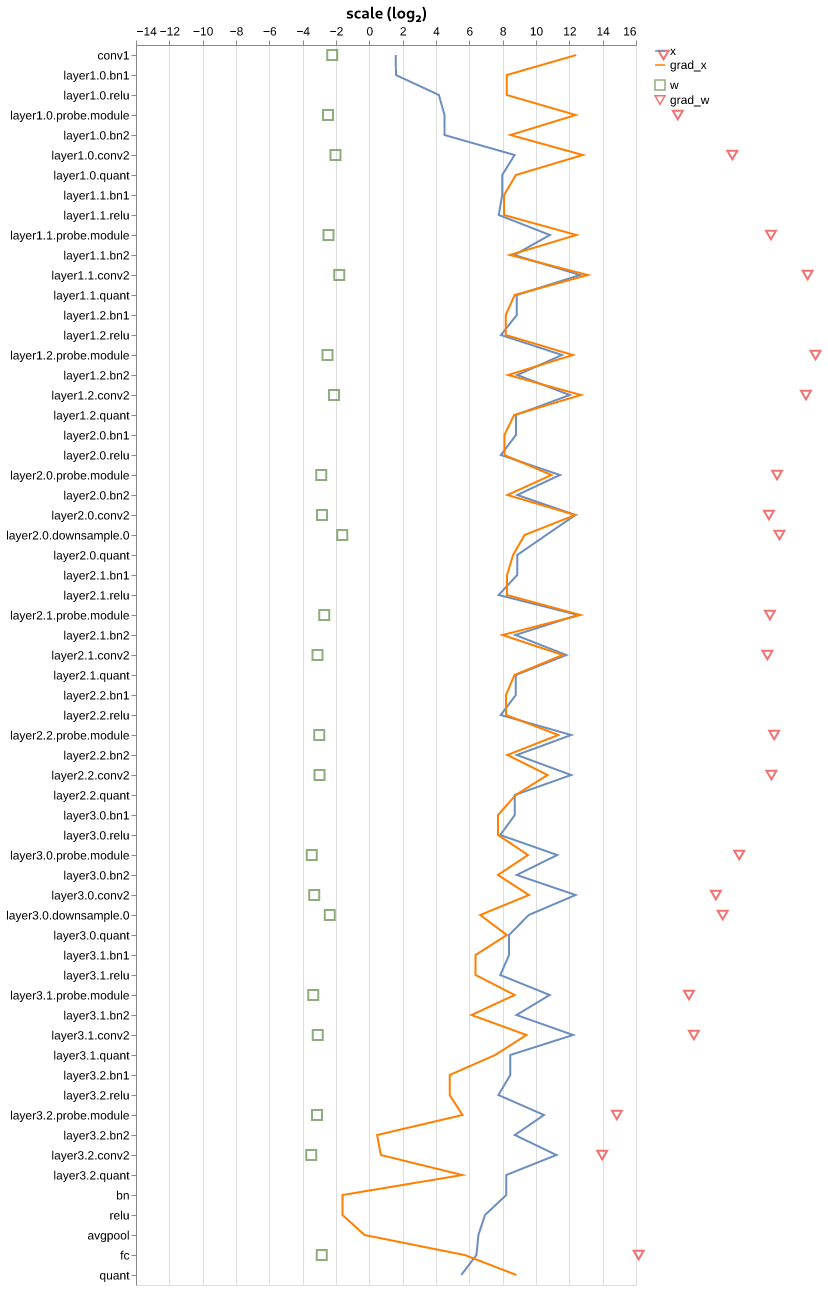 scale (log2)
−14 −12 −10 −8 −6 −4 −2 0 2 4 6 8 10 12 14 16
x
grad_x
w
grad_w
conv1
layer1.0.bn1
layer1.0.relu
layer1.0.probe.module
layer1.0.bn2
layer1.0.conv2
layer1.0.quant
layer1.1.bn1
layer1.1.relu
layer1.1.probe.module
layer1.1.bn2
layer1.1.conv2
layer1.1.quant
layer1.2.bn1
layer1.2.relu
layer1.2.probe.module
layer1.2.bn2
layer1.2.conv2
layer1.2.quant
layer2.0.bn1
layer2.0.relu
layer2.0.probe.module
layer2.0.bn2
layer2.0.conv2
layer2.0.downsample.0
layer2.0.quant
layer2.1.bn1
layer2.1.relu
layer2.1.probe.module
layer2.1.bn2
layer2.1.conv2
layer2.1.quant
layer2.2.bn1
layer2.2.relu
layer2.2.probe.module
layer2.2.bn2
layer2.2.conv2
layer2.2.quant
layer3.0.bn1
layer3.0.relu
layer3.0.probe.module
layer3.0.bn2
layer3.0.conv2
layer3.0.downsample.0
layer3.0.quant
layer3.1.bn1
layer3.1.relu
layer3.1.probe.module
layer3.1.bn2
layer3.1.conv2
layer3.1.quant
layer3.2.bn1
layer3.2.relu
layer3.2.probe.module
layer3.2.bn2
layer3.2.conv2
layer3.2.quant
bn
relu
avgpool
fc
quant